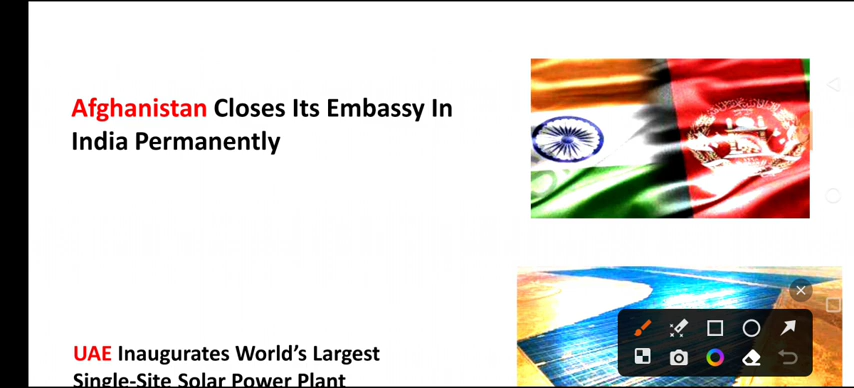 Afghanistan Closes Its Embassy In
India Permanently
UAE Inaugurates World's Largest
Single-Site Solar Power Plant